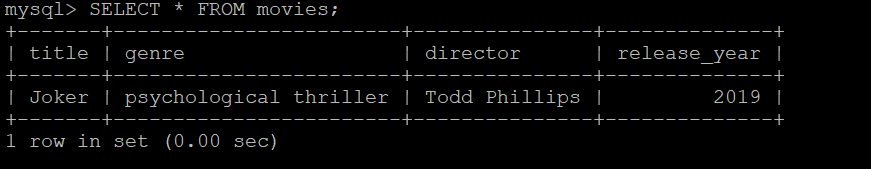 mysql> SELECT * FROM movies;
+-------+------------------------+---------------+--------------+
| title | genre                  | director      | release_year |
+-------+------------------------+---------------+--------------+
| Joker | psychological thriller | Todd Phillips |         2019 |
+-------+------------------------+---------------+--------------+
1 row in set (0.00 sec)